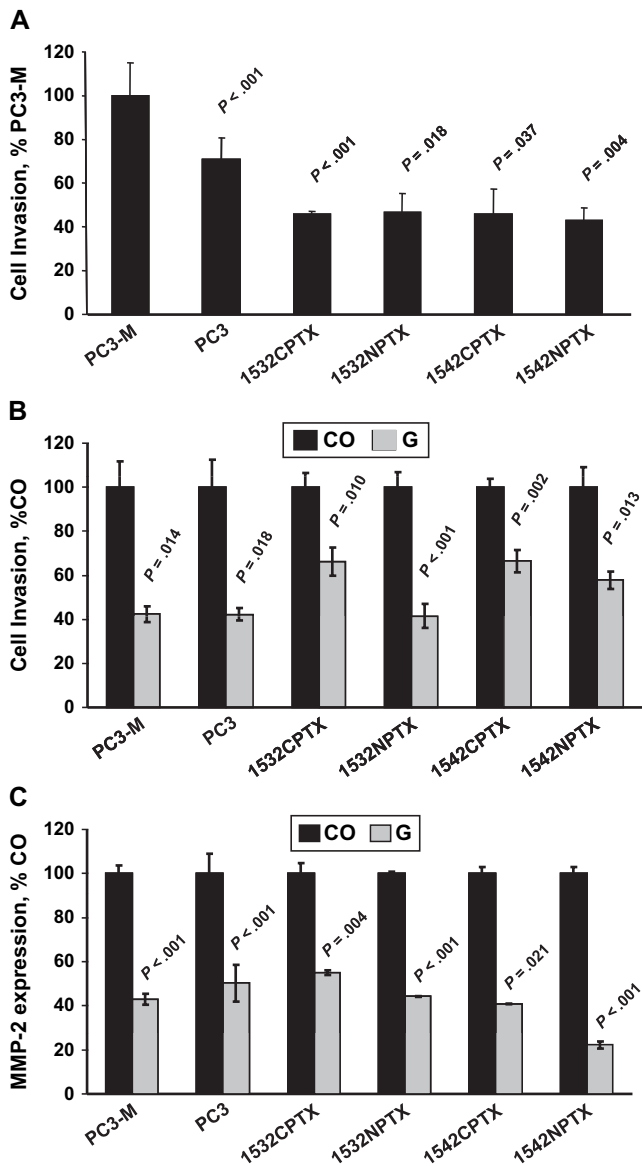 A
Cell Invasion, % PC3-M
120
100
80
60
40
20
0
P < .001
P < .001
P = .018
P = .037
P = .004
PC3-M
PC3
1532CPTX
1532NPTX
1542CPTX
1542NPTX
B
CO
G
Cell Invasion, %CO
120
100
80
60
40
20
0
P = .014
P = .018
P = .010
P < .001
P = .002
P = .013
PC3-M
PC3
1532CPTX
1532NPTX
1542CPTX
1542NPTX
C
CO
G
MMP-2 expression, % CO
120
100
80
60
40
20
0
P < .001
P < .001
P = .004
P < .001
P = .021
P < .001
PC3-M
PC3
1532CPTX
1532NPTX
1542CPTX
1542NPTX